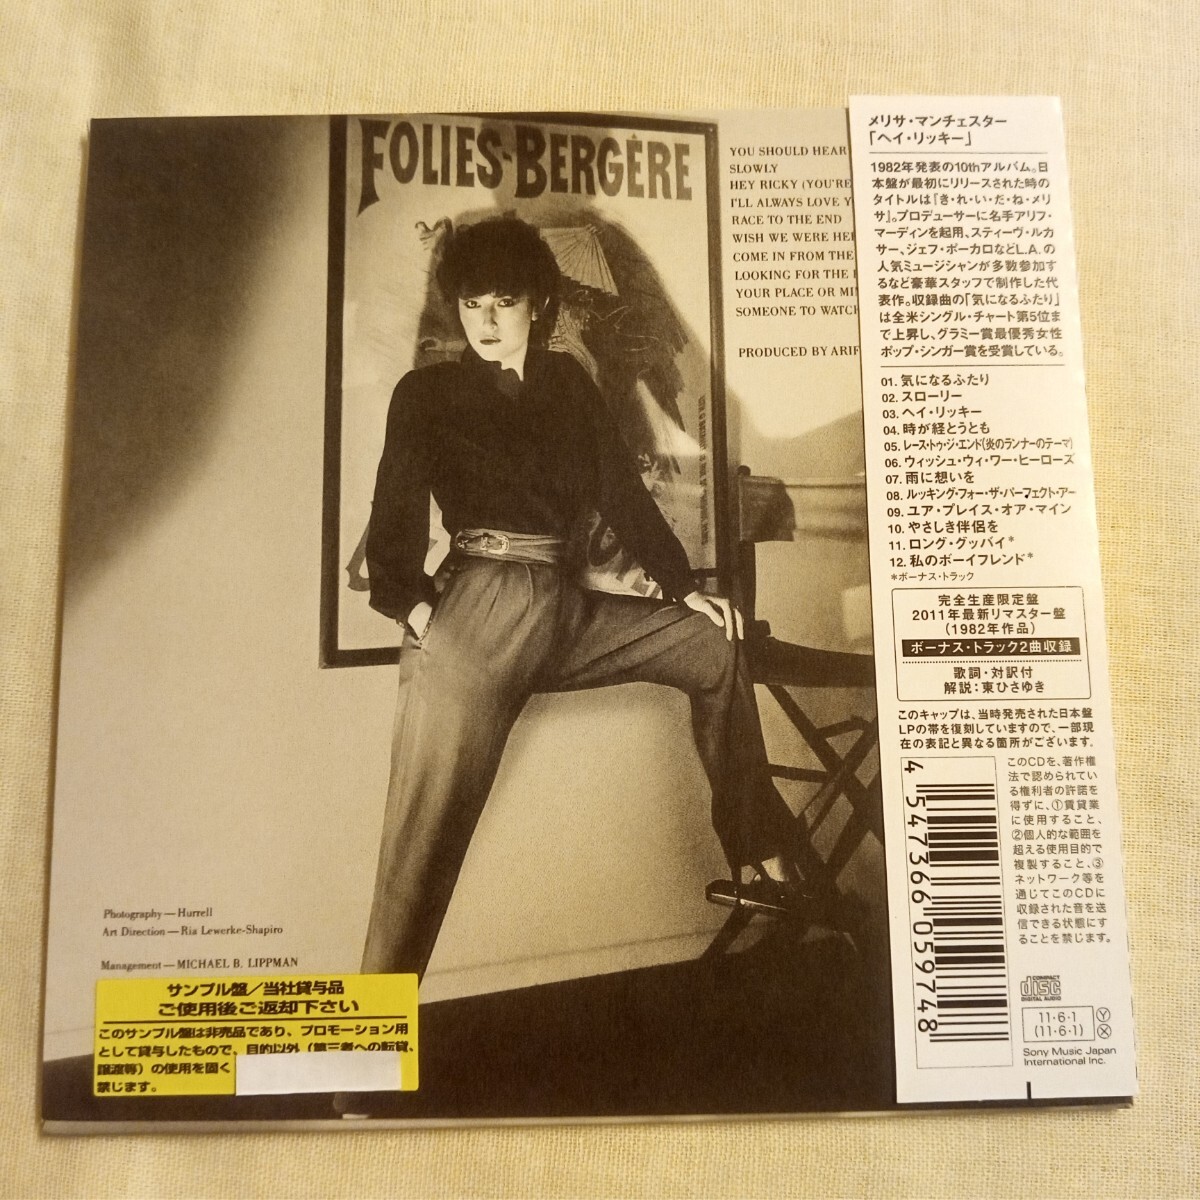 FOLIES-BERGÈRE
YOU SHOULD HEAR
SLOWLY
HEY RICKY (YOU'RE
I'LL ALWAYS LOVE Y
RACE TO THE END
WISH WE WERE HE
COME IN FROM THE
LOOKING FOR THE
YOUR PLACE OR MI
SOMEONE TO WATCH
PRODUCED BY ARIF
Photography—Hurrell
Art Direction—Ria Lewerke-Shapiro
Management—MICHAEL B. LIPPMAN
サンプル盤／当社貸与品
ご使用後ご返却下さい
このサンプル盤は非売品であり、プロモーション用
として貸与したもので、目的以外（第三者への転貸、
譲渡等）の使用を固く
禁じます。
メリサ・マンチェスター
「ヘイ・リッキー」
1982年発表の10thアルバム。日
本盤が最初にリリースされた時の
タイトルは『き・れ・い・だ・ね・メリ
サ』。プロデューサーに名手アリフ・
マーディンを起用、スティーヴ・ルカ
サー、ジェフ・ポーカロなどL.A.の
人気ミュージシャンが多数参加す
るなど豪華スタッフで制作した代
表作。収録曲の「気になるふたり」
は全米シングル・チャート第5位ま
で上昇し、グラミー賞最優秀女性
ポップ・シンガー賞を受賞している。
01. 気になるふたり
02. スローリー
03. ヘイ・リッキー
04. 時が経とうとも
05. レース・トゥ・ジ・エンド(炎のランナーのテーマ)
06. ウィッシュ・ウィ・ワー・ヒーローズ
07. 雨に想いを
08. ルッキング・フォー・ザ・パーフェクト・アー
09. ユア・プレイス・オア・マイン
10. やさしき伴侶を
11. ロング・グッバイ*
12. 私のボーイフレンド*
*ボーナス・トラック
完全生産限定盤
2011年最新リマスター盤
(1982年作品)
ボーナス・トラック2曲収録
歌詞・対訳付
解説：東ひさゆき
このキャップは、当時発売された日本盤
LPの帯を復刻していますので、一部現
在の表記と異なる箇所がございます。
このCDを、著作権
法で認められてい
る権利者の許諾を
得ずに、①賃貸業
に使用すること、
②個人的な範囲を
超える使用目的で
複製すること、③
ネットワーク等を
通じてこのCDに
収録された音を送
信できる状態にす
ることを禁じます。
4 547366 059748
COMPACT
disc
DIGITAL AUDIO
11・6・1
(11・6・1)
Y
X
Sony Music Japan
International Inc.